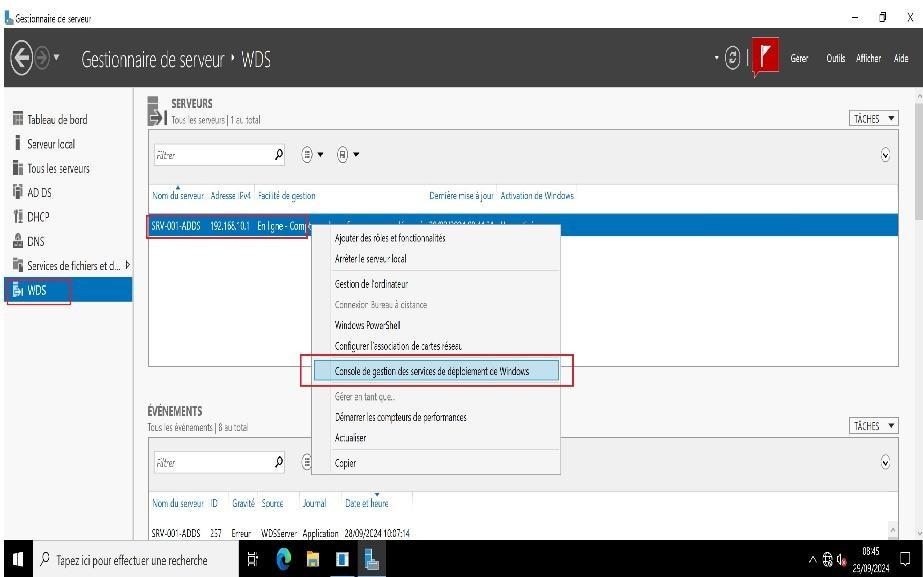 Gestionnaire de serveur
Gestionnaire de serveur WDS
Gérer Outils Afficher Aide
Tableau de bord
Serveur local
Tous les serveurs
AD DS
DHCP
DNS
Services de fichiers et d...
WDS
SERVEURS
Tous les serveurs | 1 au total
TÂCHES
Filtrer
Nom du serveur Adresse IPv4 Facilité de gestion Dernière mise à jour Activation de Windows
SRV-001-ADDS 192.168.10.1 En ligne - Comp
Ajouter des rôles et fonctionnalités
Arrêter le serveur local
Gestion de l'ordinateur
Connexion Bureau à distance
Windows PowerShell
Configurer l'association de cartes réseau
Console de gestion des services de déploiement de Windows
Gérer en tant que...
Démarrer les compteurs de performances
Actualiser
Copier
ÉVÉNEMENTS
Tous les événements | 8 au total
TÂCHES
Filtrer
Nom du serveur ID Gravité Source Journal Date et heure
SRV-001-ADDS 257 Erreur WDSServer Application 28/09/2024 10:07:14
Tapez ici pour effectuer une recherche
08:45
29/09/2024